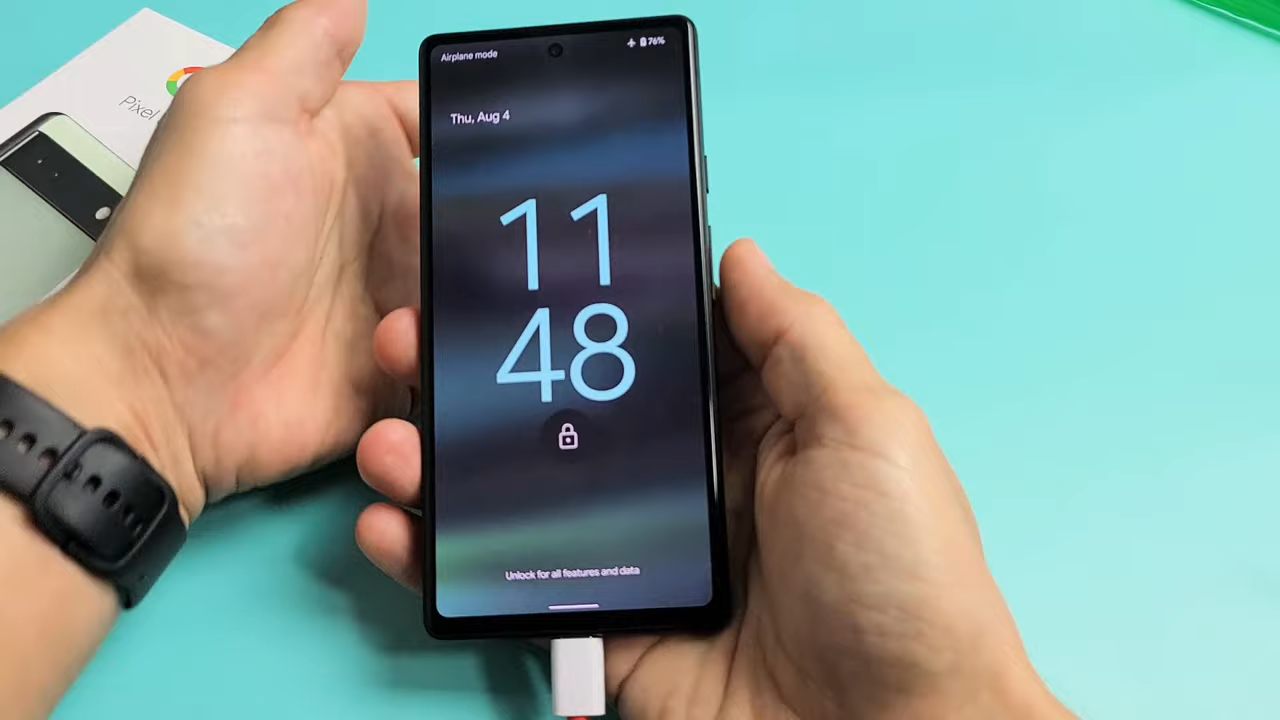 Pixel
Airplane mode
76%
Thu, Aug 4
11
48
Unlock for all features and data